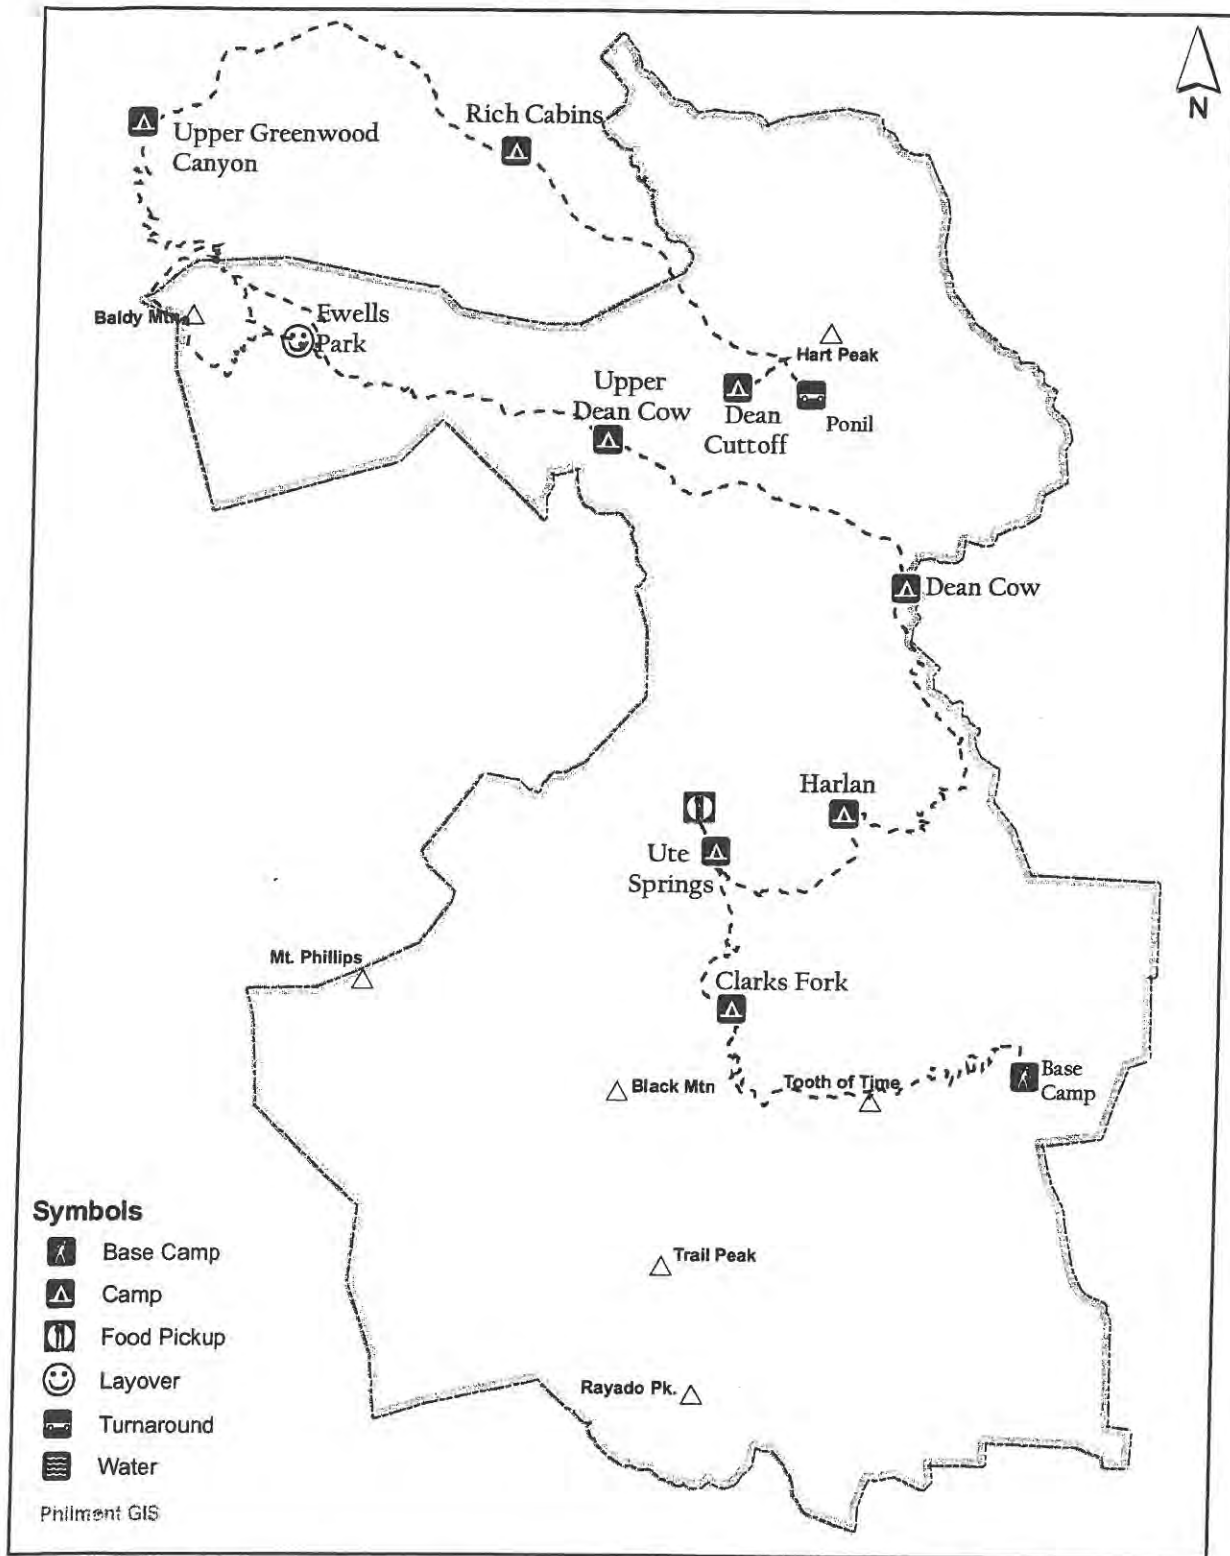 N
Rich Cabins
Upper Greenwood
Canyon
Baldy Mtn
Ewells
Park
Hart Peak
Upper
Dean Cow
Dean
Cuttoff
Ponil
Dean Cow
Harlan
Ute
Springs
Mt. Phillips
Clarks Fork
Black Mtn
Tooth of Time
Base
Camp
Trail Peak
Rayado Pk.
Symbols
Base Camp
Camp
Food Pickup
Layover
Turnaround
Water
Philmont GIS